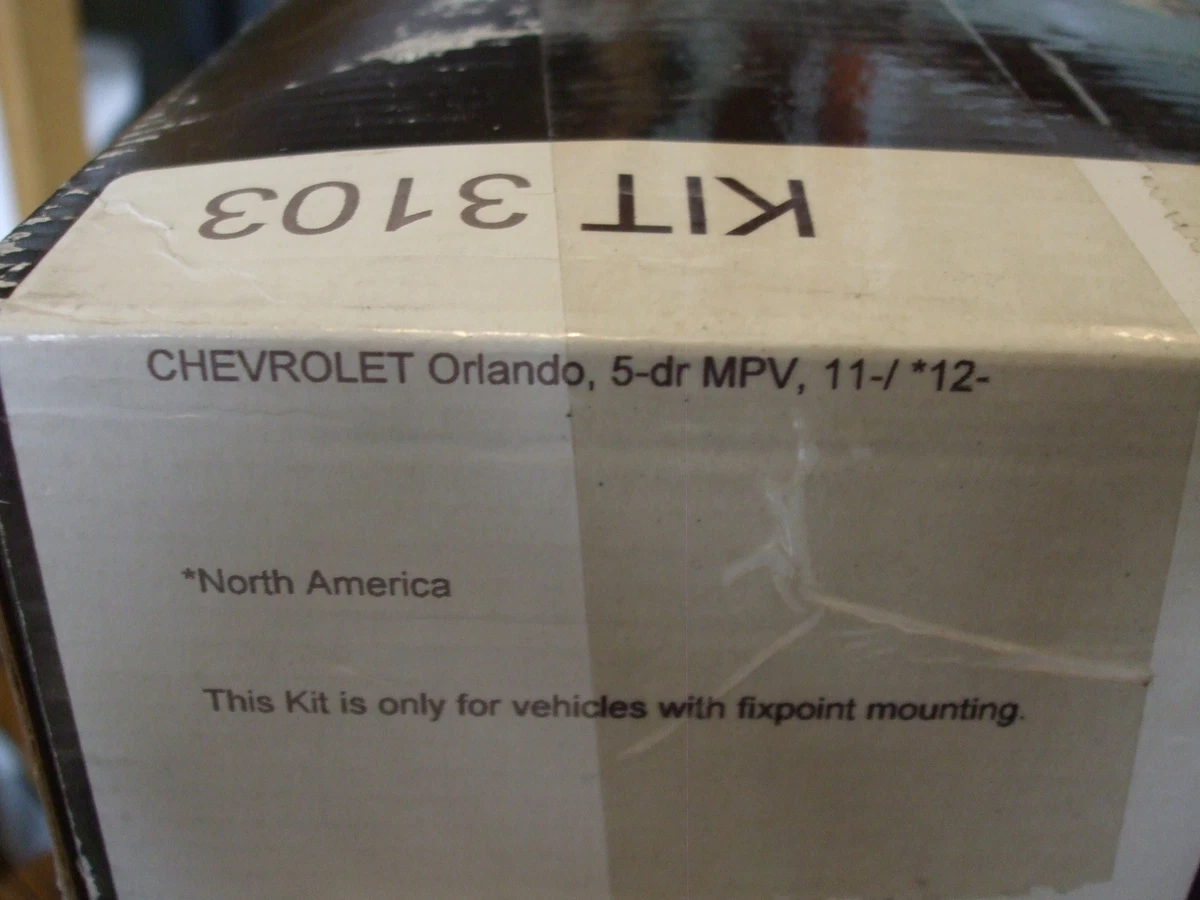 KIT 3103
CHEVROLET Orlando, 5-dr MPV, 11-/ *12-
*North America
This Kit is only for vehicles with fixpoint mounting.